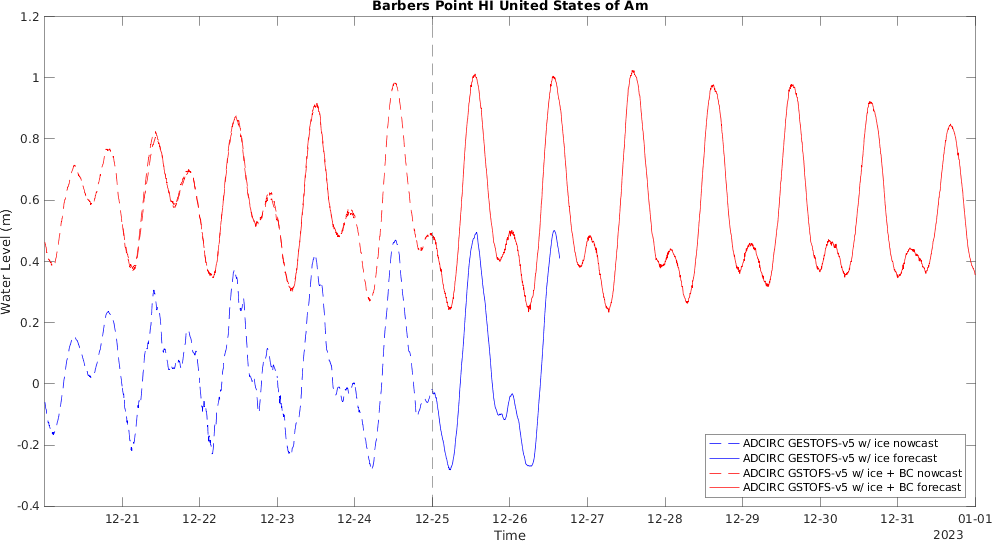 Barbers Point HI United States of Am
1.2
1
0.8
0.6
0.4
0.2
0
-0.2
-0.4
Water Level (m)
ADCIRC GESTOFS-v5 w/ ice nowcast
ADCIRC GESTOFS-v5 w/ ice forecast
ADCIRC GSTOFS-v5 w/ ice + BC nowcast
ADCIRC GSTOFS-v5 w/ ice + BC forecast
12-21 12-22 12-23 12-24 12-25 12-26 12-27 12-28 12-29 12-30 12-31 01-01
Time
2023